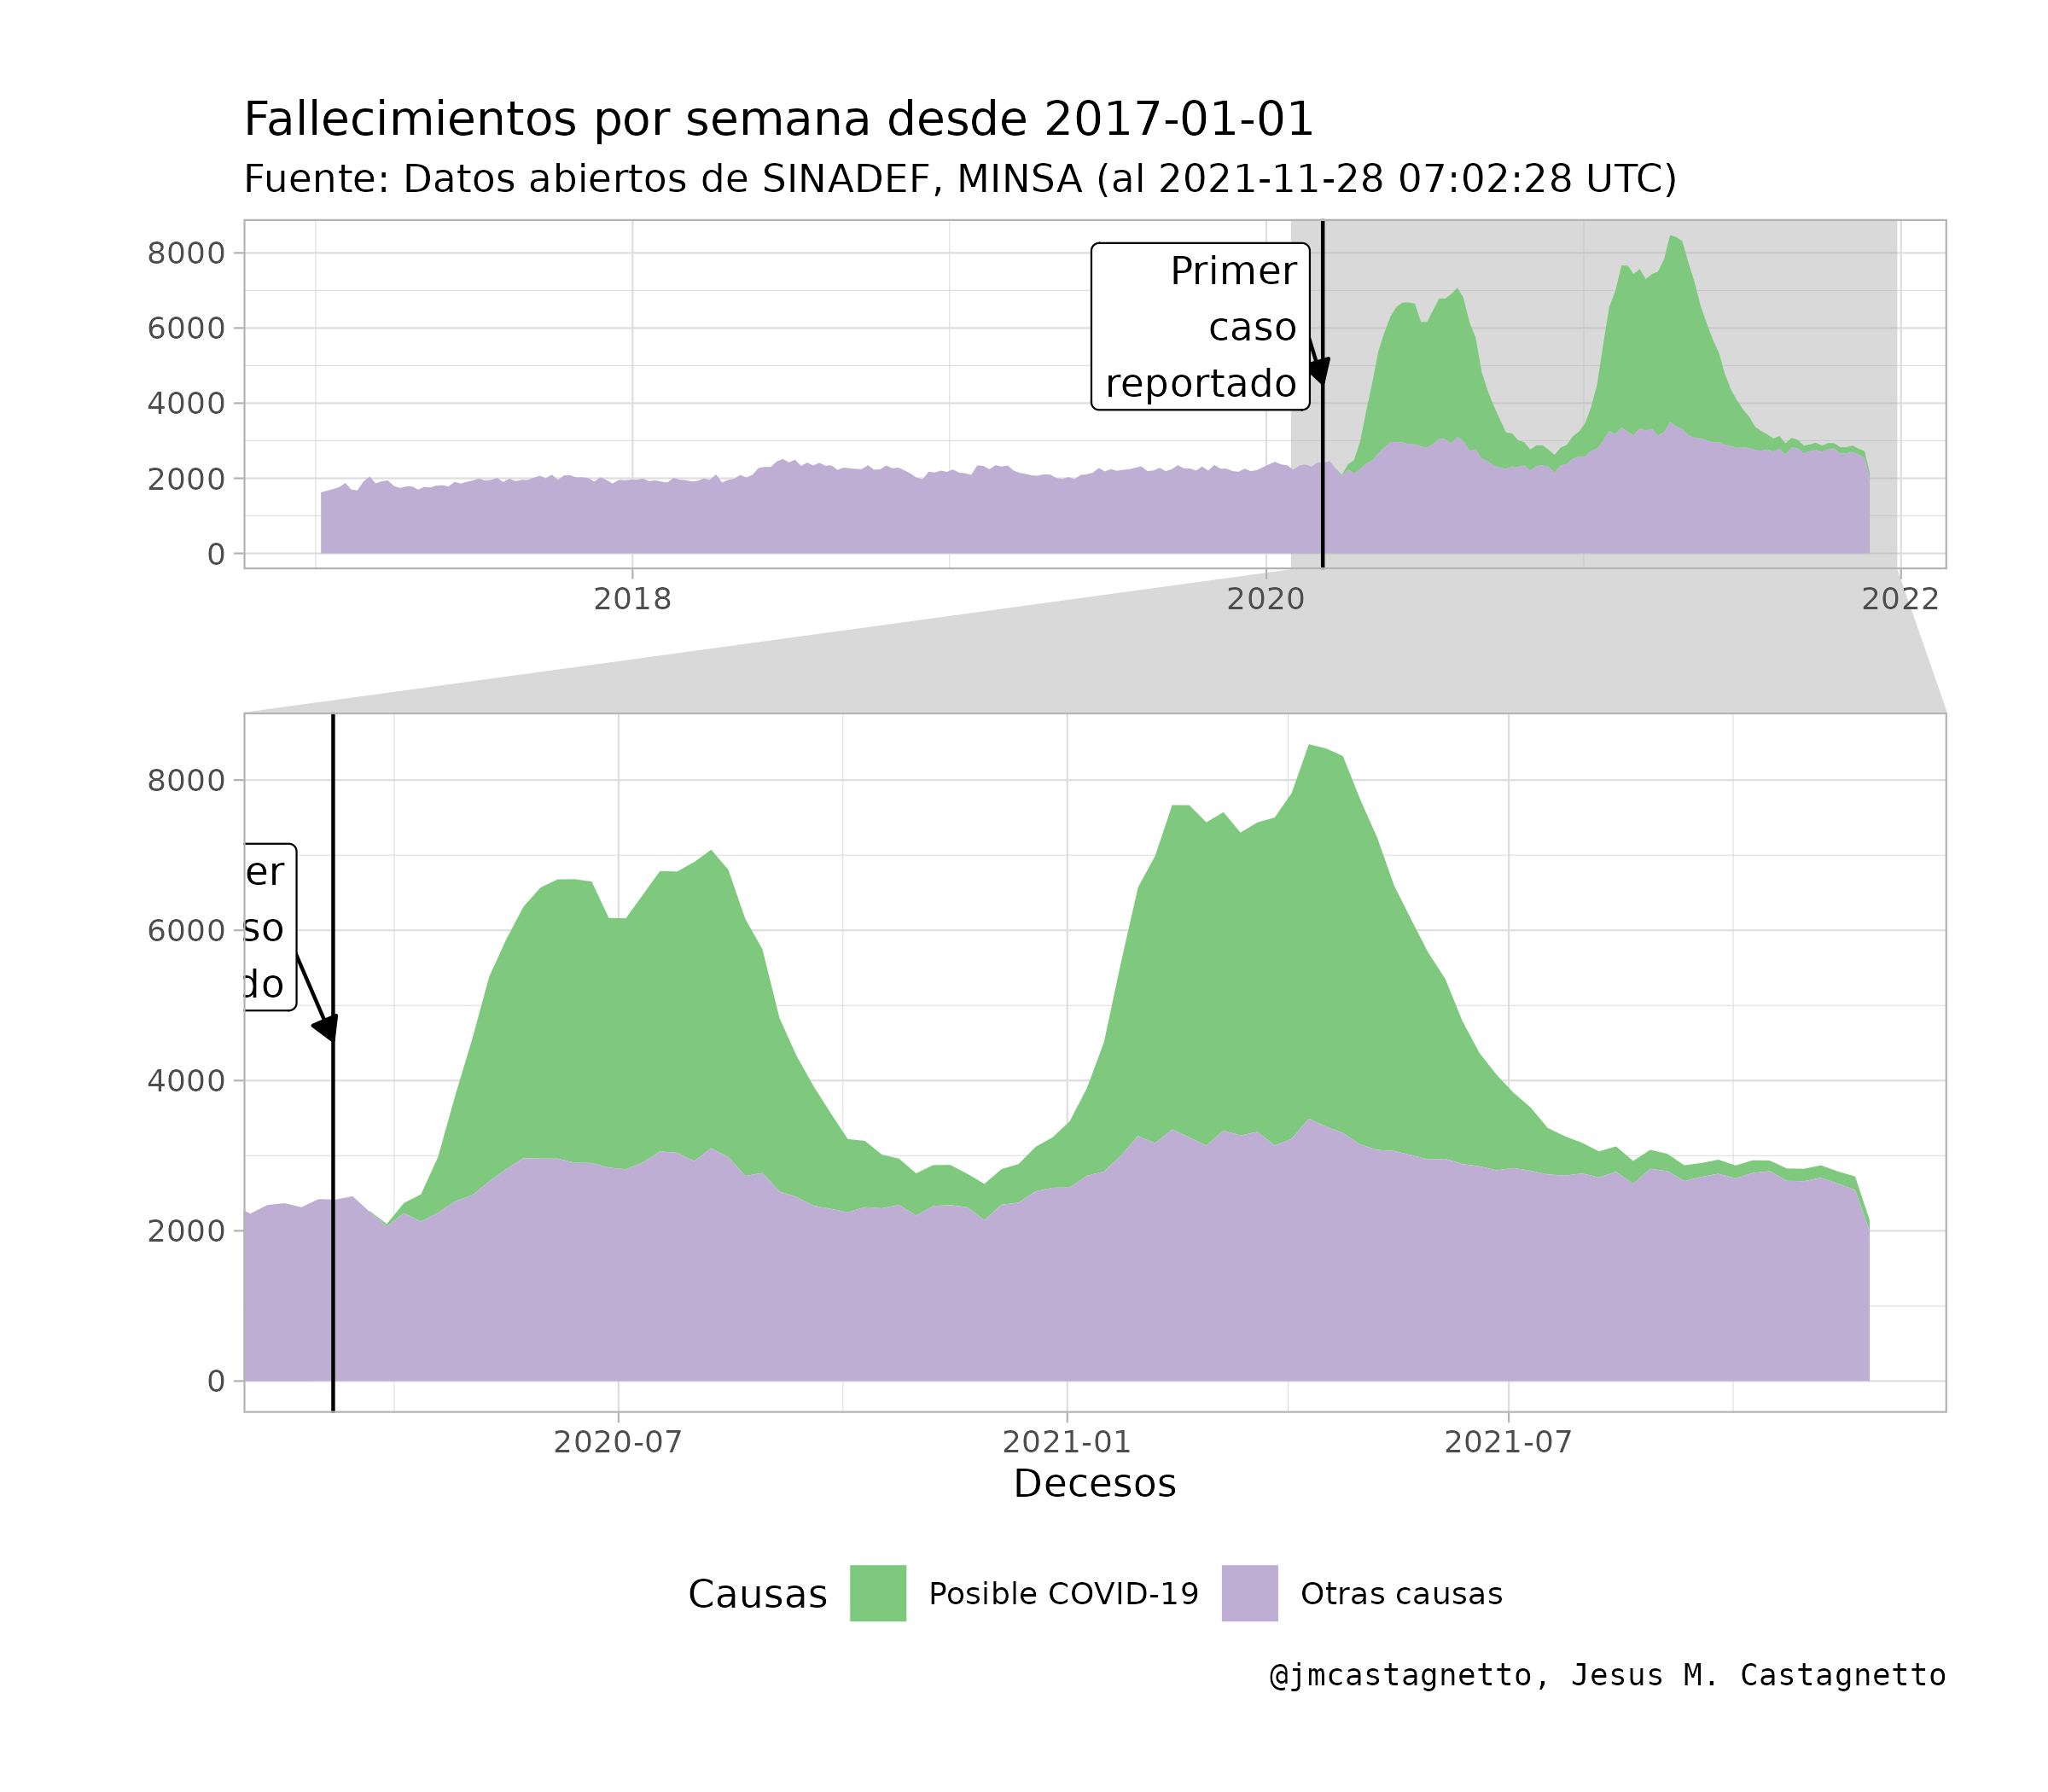 Fallecimientos por semana desde 2017-01-01
Fuente: Datos abiertos de SINADEF, MINSA (al 2021-11-28 07:02:28 UTC)
8000
6000
4000
2000
0
Primer
caso
reportado
2018
2020
2022
8000
6000
4000
2000
0
er
so
do
2020-07
2021-01
2021-07
Decesos
Causas
Posible COVID-19
Otras causas
@jmcastagnetto, Jesus M. Castagnetto